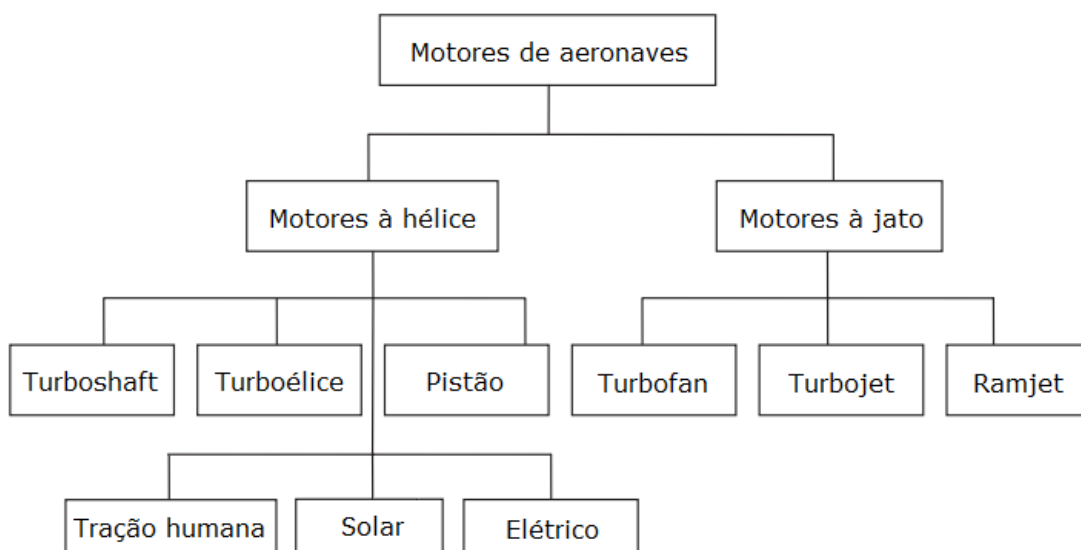 Motores de aeronaves
Motores à hélice
Motores à jato
Turboshaft
Turboélice
Pistão
Turbofan
Turbojet
Ramjet
Tração humana
Solar
Elétrico